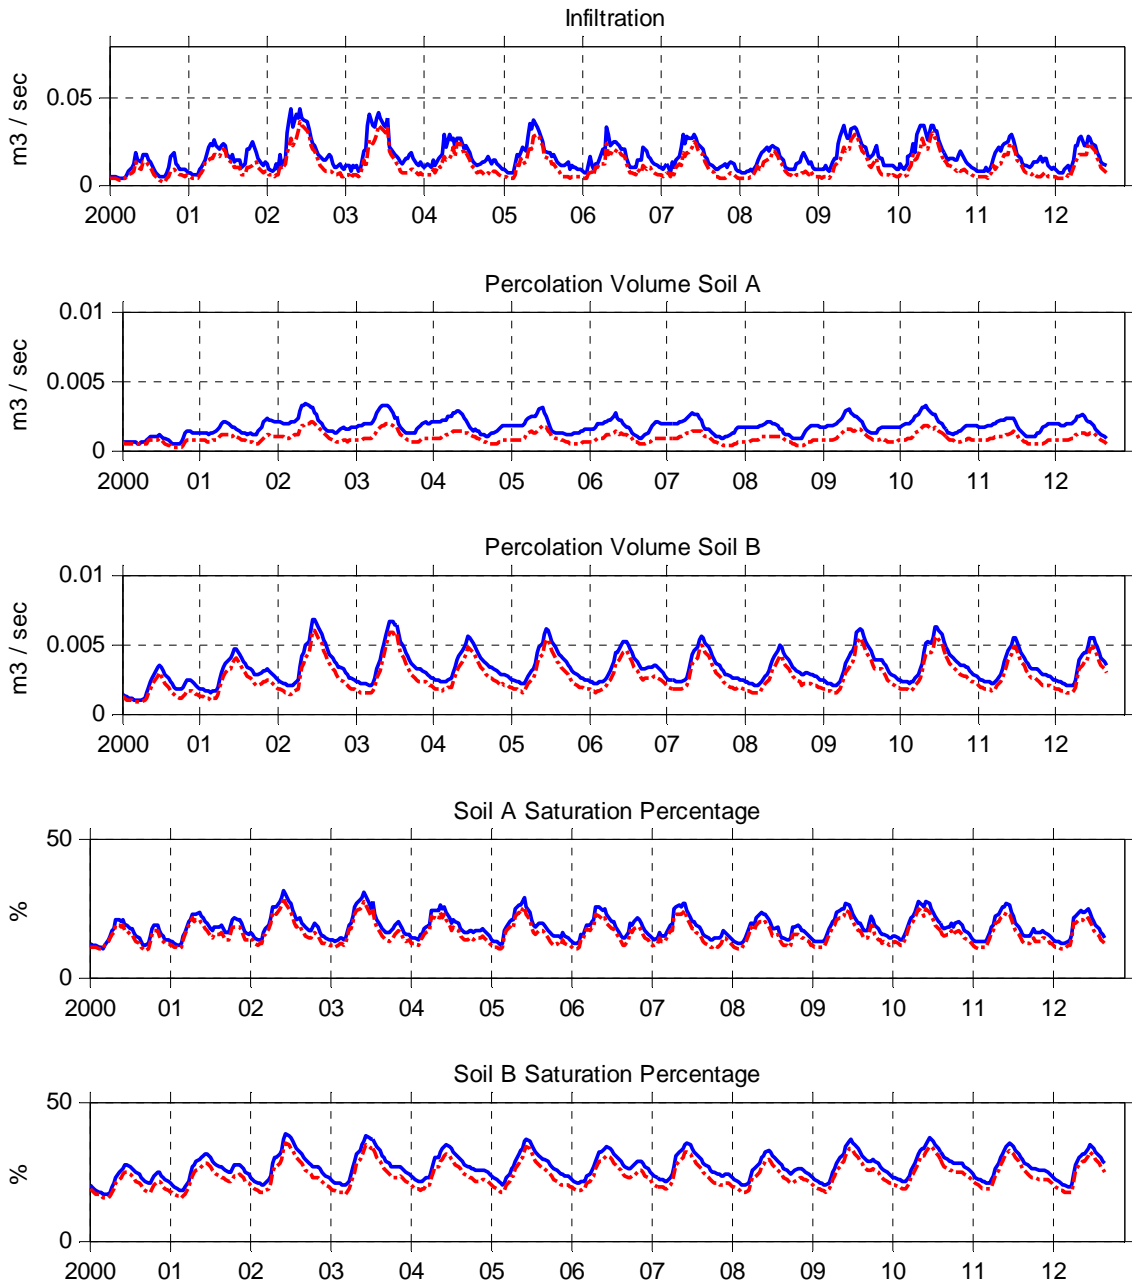 Infiltration
0.05
m3 / sec
0
2000 01 02 03 04 05 06 07 08 09 10 11 12
Percolation Volume Soil A
0.01
0.005
m3 / sec
0
2000 01 02 03 04 05 06 07 08 09 10 11 12
Percolation Volume Soil B
0.01
0.005
m3 / sec
0
2000 01 02 03 04 05 06 07 08 09 10 11 12
Soil A Saturation Percentage
50
%
0
2000 01 02 03 04 05 06 07 08 09 10 11 12
Soil B Saturation Percentage
50
%
0
2000 01 02 03 04 05 06 07 08 09 10 11 12